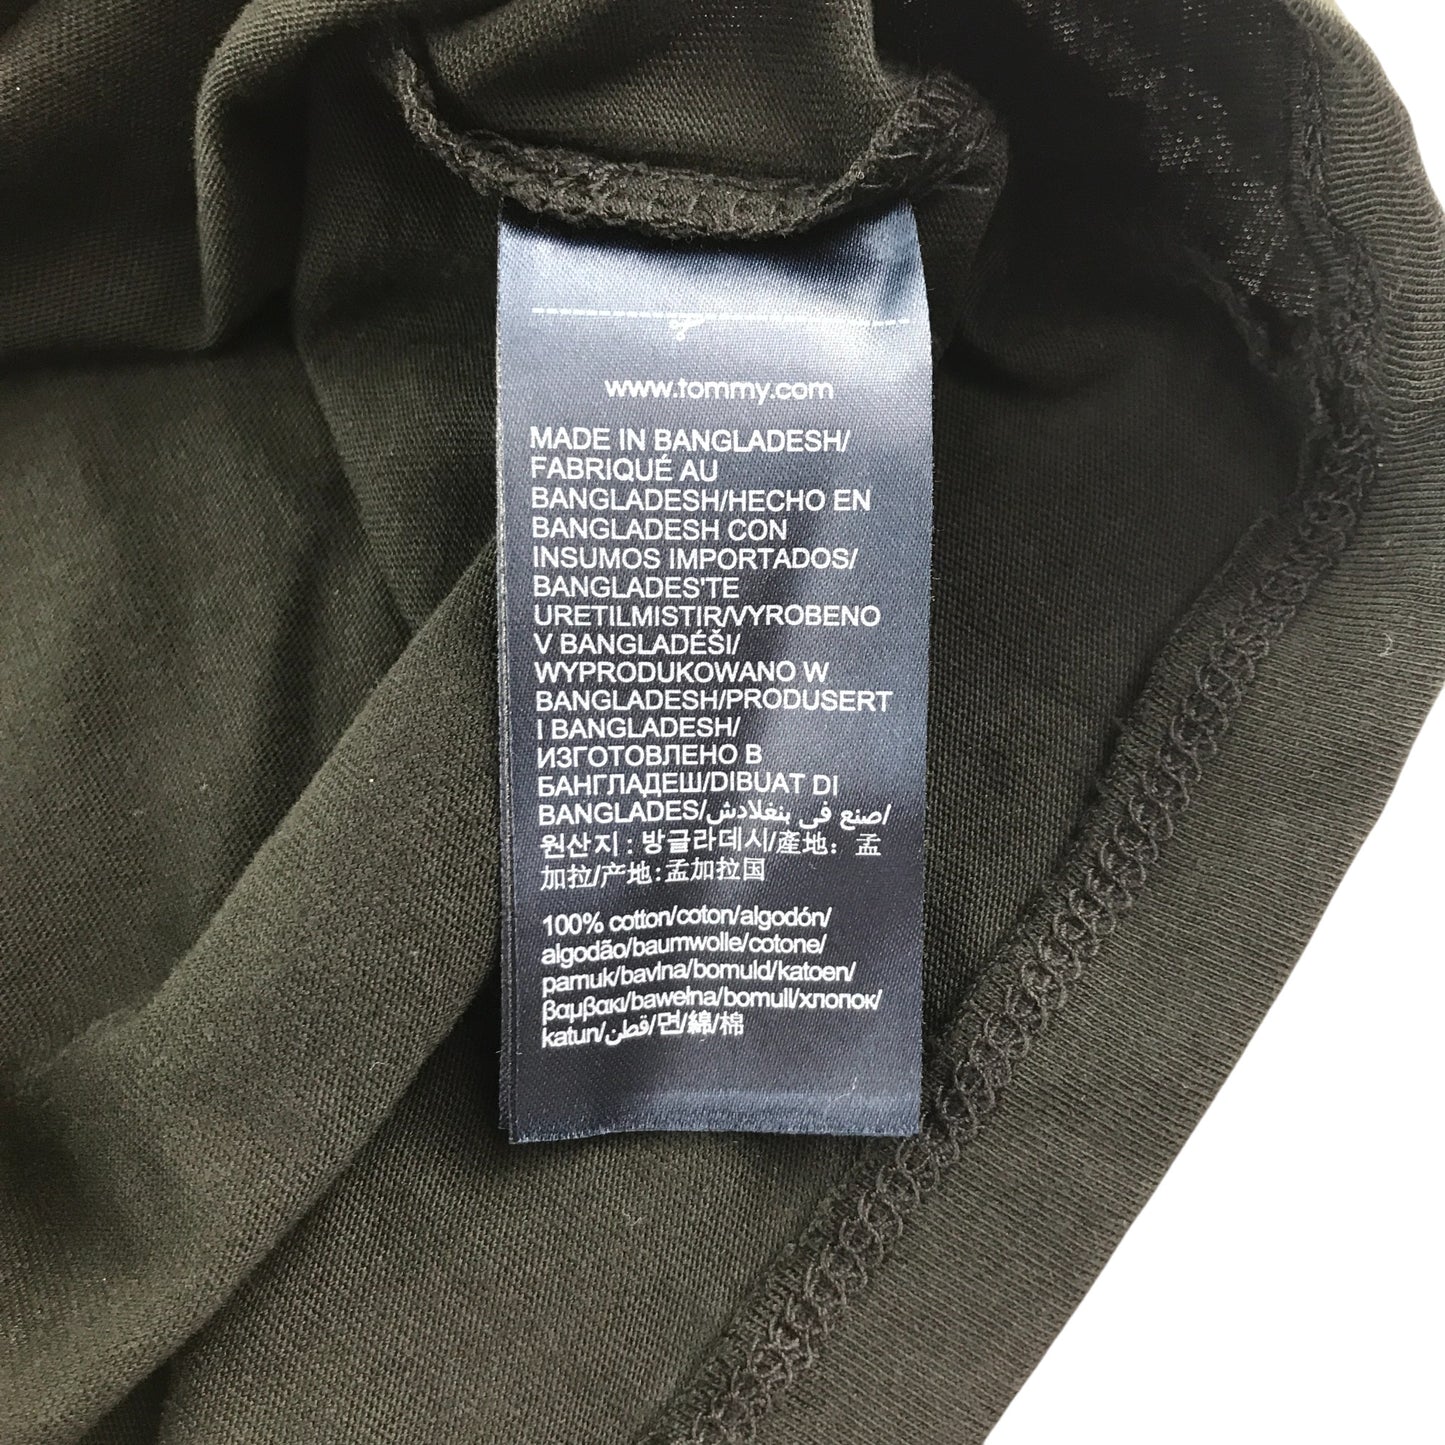 www.tommy.com
MADE IN BANGLADESH/
FABRIQUÉ AU
BANGLADESH/HECHO EN
BANGLADESH CON
INSUMOS IMPORTADOS/
BANGLADES'TE
URETILMISTIR/VYROBENO
V BANGLADÉŠI/
WYPRODUKOWANO W
BANGLADESH/PRODUSERT
I BANGLADESH/
ИЗГОТОВЛЕНО В
БАНГЛАДЕШ/DIBUAT DI
BANGLADES/صنع في بنغلادش/
원산지 : 방글라데시/產地： 孟
加拉/产地:孟加拉国
100% cotton/coton/algodón/
algodão/baumwolle/cotone/
pamuk/bavlna/bomuld/katoen/
βαμβακι/bawełna/bomull/хлопок/
katun/قطن/면/綿/棉